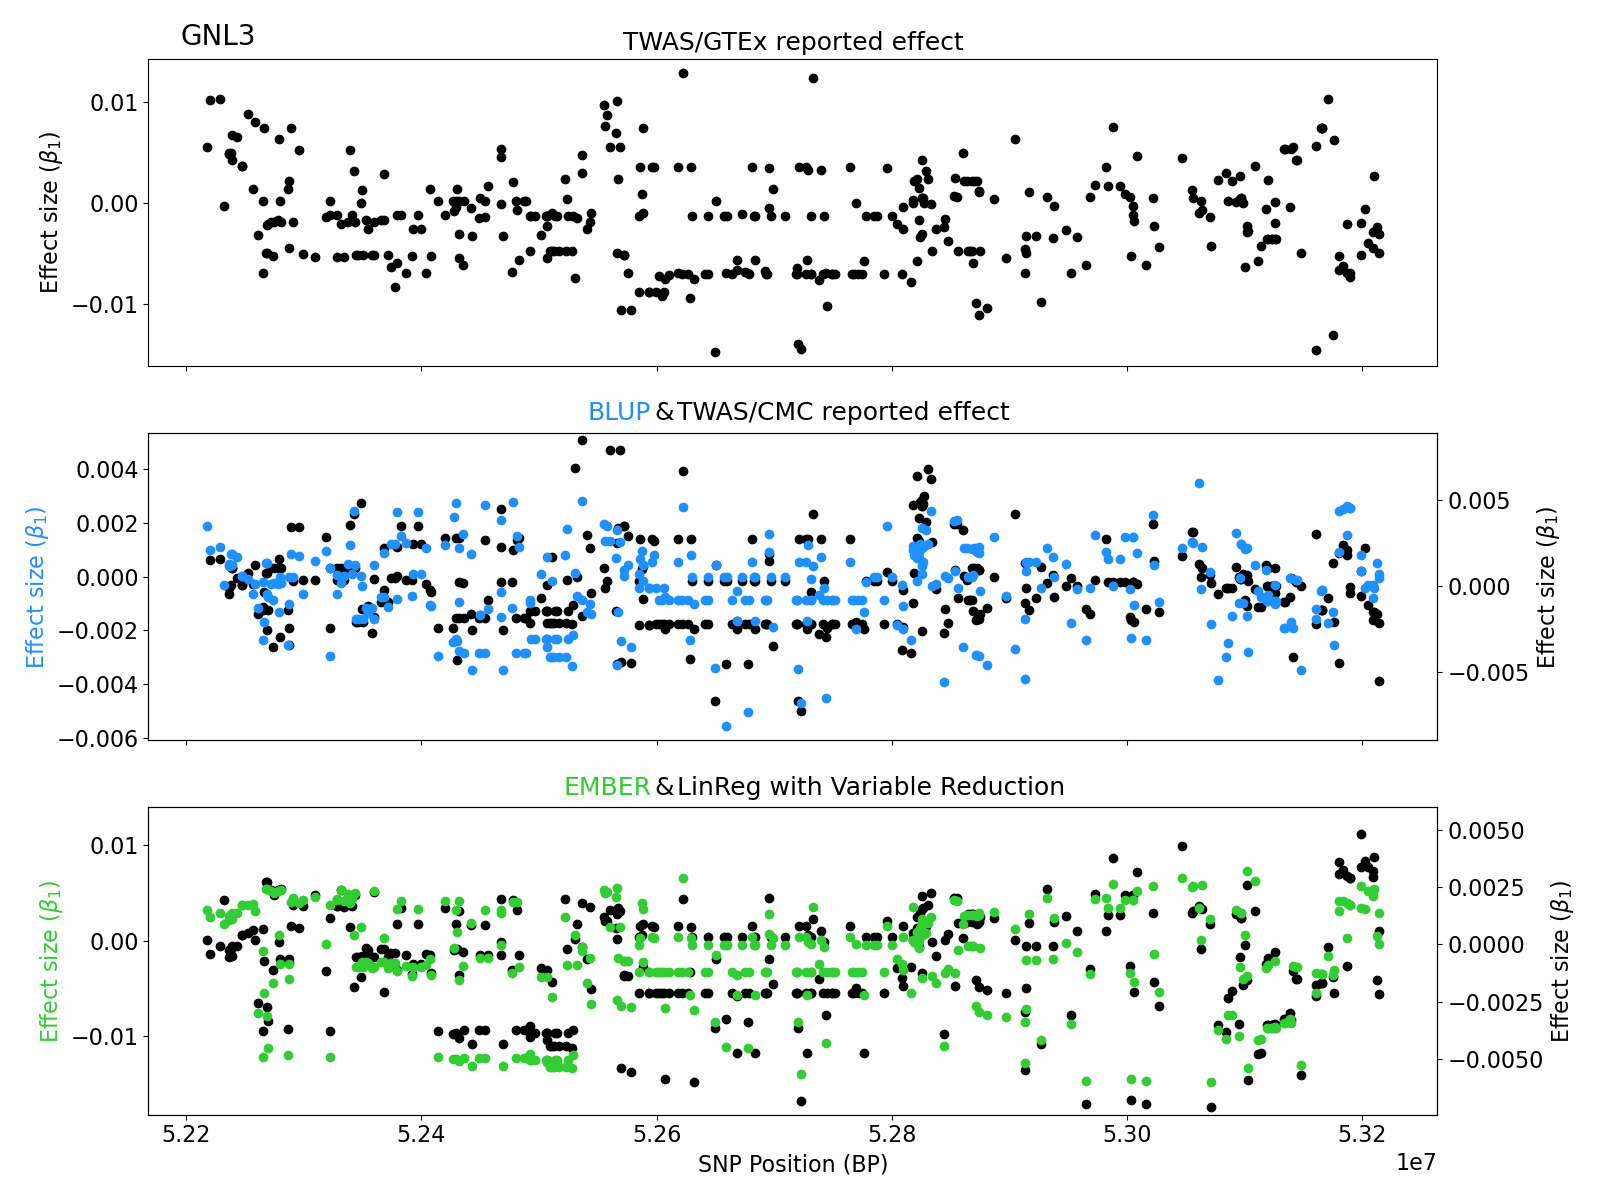 GNL3
TWAS/GTEx reported effect
Effect size (β₁)
0.01
0.00
−0.01
BLUP & TWAS/CMC reported effect
Effect size (β₁)
0.004
0.002
0.000
−0.002
−0.004
−0.006
0.005
0.000
−0.005
Effect size (β₁)
EMBER & LinReg with Variable Reduction
Effect size (β₁)
0.01
0.00
−0.01
0.0050
0.0025
0.0000
−0.0025
−0.0050
Effect size (β₁)
5.22 5.24 5.26 5.28 5.30 5.32
SNP Position (BP)
1e7